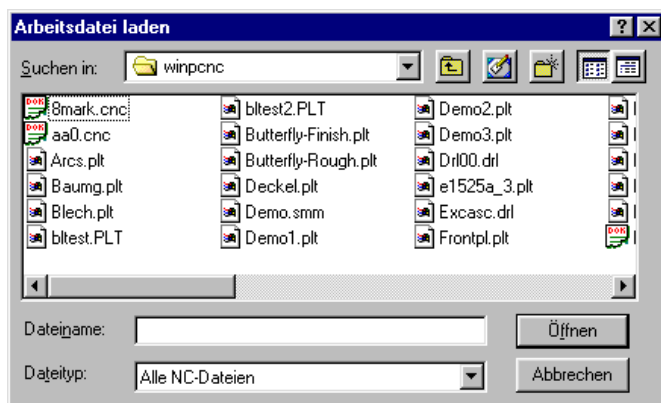 Arbeitsdatei laden
Suchen in: winpcnc
8mark.cnc bltest2.PLT Demo2.plt
aa0.cnc Butterfly-Finish.plt Demo3.plt
Arcs.plt Butterfly-Rough.plt Drl00.drl
Baumg.plt Deckel.plt e1525a_3.plt
Blech.plt Demo.smm Excasc.drl
bltest.PLT Demo1.plt Frontpl.plt
Dateiname: Öffnen
Dateityp: Alle NC-Dateien Abbrechen